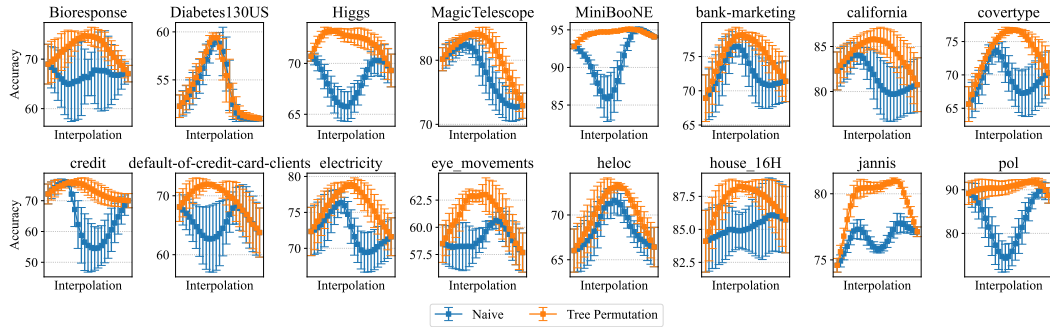 Bioresponse Diabetes130US Higgs MagicTelescope MiniBooNE bank-marketing california covertype
Accuracy
70
60
Interpolation
60
55
Interpolation
70
65
Interpolation
80
70
Interpolation
95
90
85
Interpolation
80
75
70
65
Interpolation
85
80
Interpolation
75
70
65
Interpolation
credit default-of-credit-card-clients electricity eye_movements heloc house_16H jannis pol
Accuracy
70
60
50
Interpolation
70
60
Interpolation
80
75
70
Interpolation
62.5
60.0
57.5
Interpolation
70
65
Interpolation
87.5
85.0
82.5
Interpolation
80
75
Interpolation
90
80
Interpolation
Naive Tree Permutation